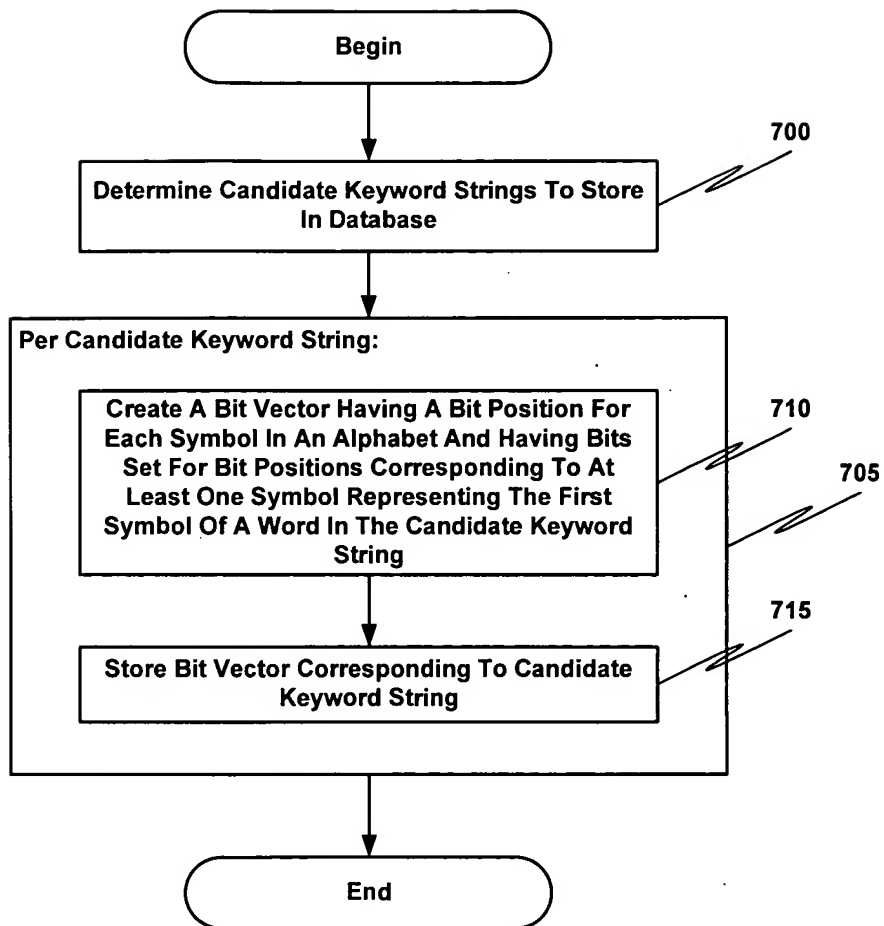 Begin
700
Determine Candidate Keyword Strings To Store
In Database
Per Candidate Keyword String:
Create A Bit Vector Having A Bit Position For
Each Symbol In An Alphabet And Having Bits
Set For Bit Positions Corresponding To At
Least One Symbol Representing The First
Symbol Of A Word In The Candidate Keyword
String
710
705
715
Store Bit Vector Corresponding To Candidate
Keyword String
End